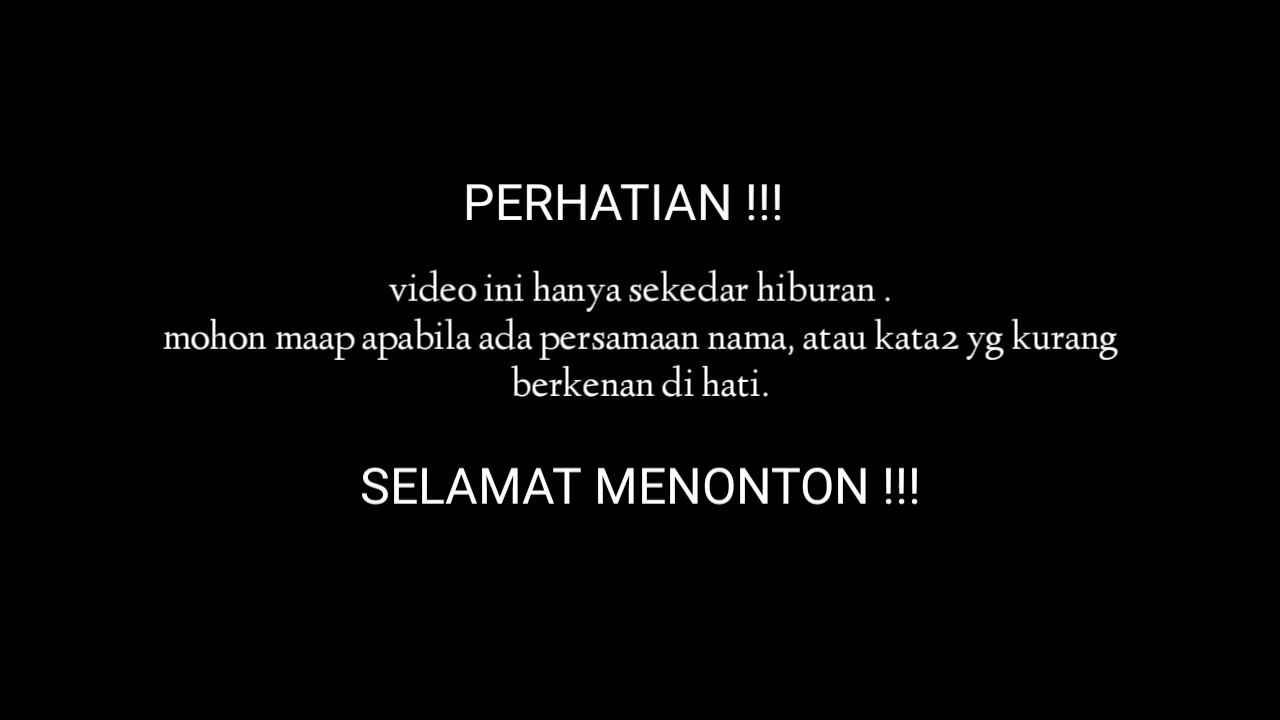 PERHATIAN !!!
video ini hanya sekedar hiburan .
mohon maap apabila ada persamaan nama, atau kata2 yg kurang
berkenan di hati.
SELAMAT MENONTON !!!